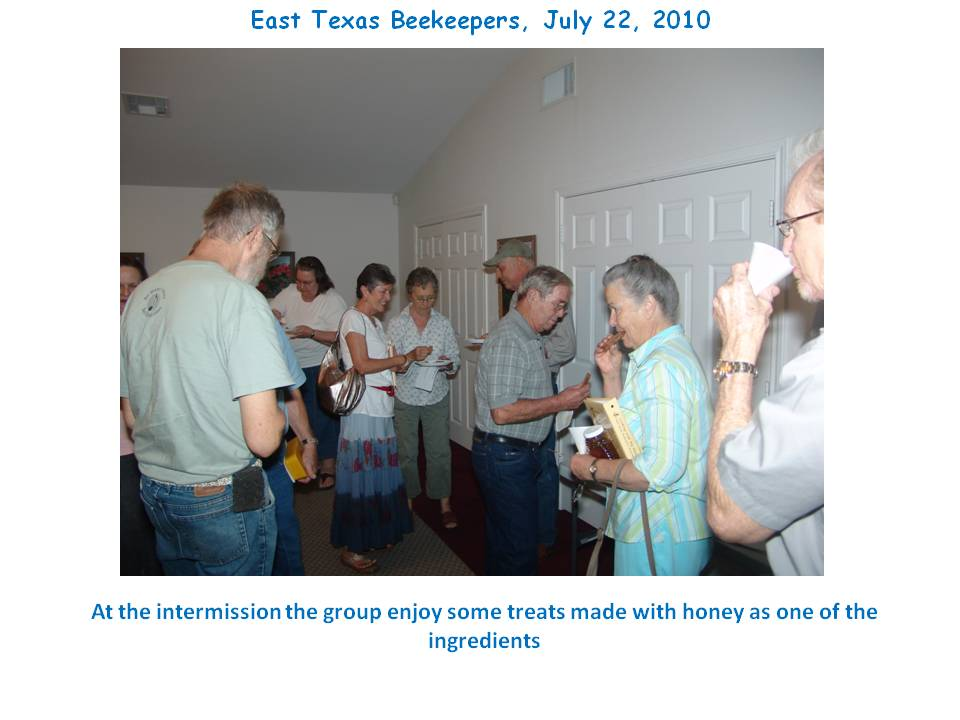 East Texas Beekeepers, July 22, 2010
At the intermission the group enjoy some treats made with honey as one of the
ingredients